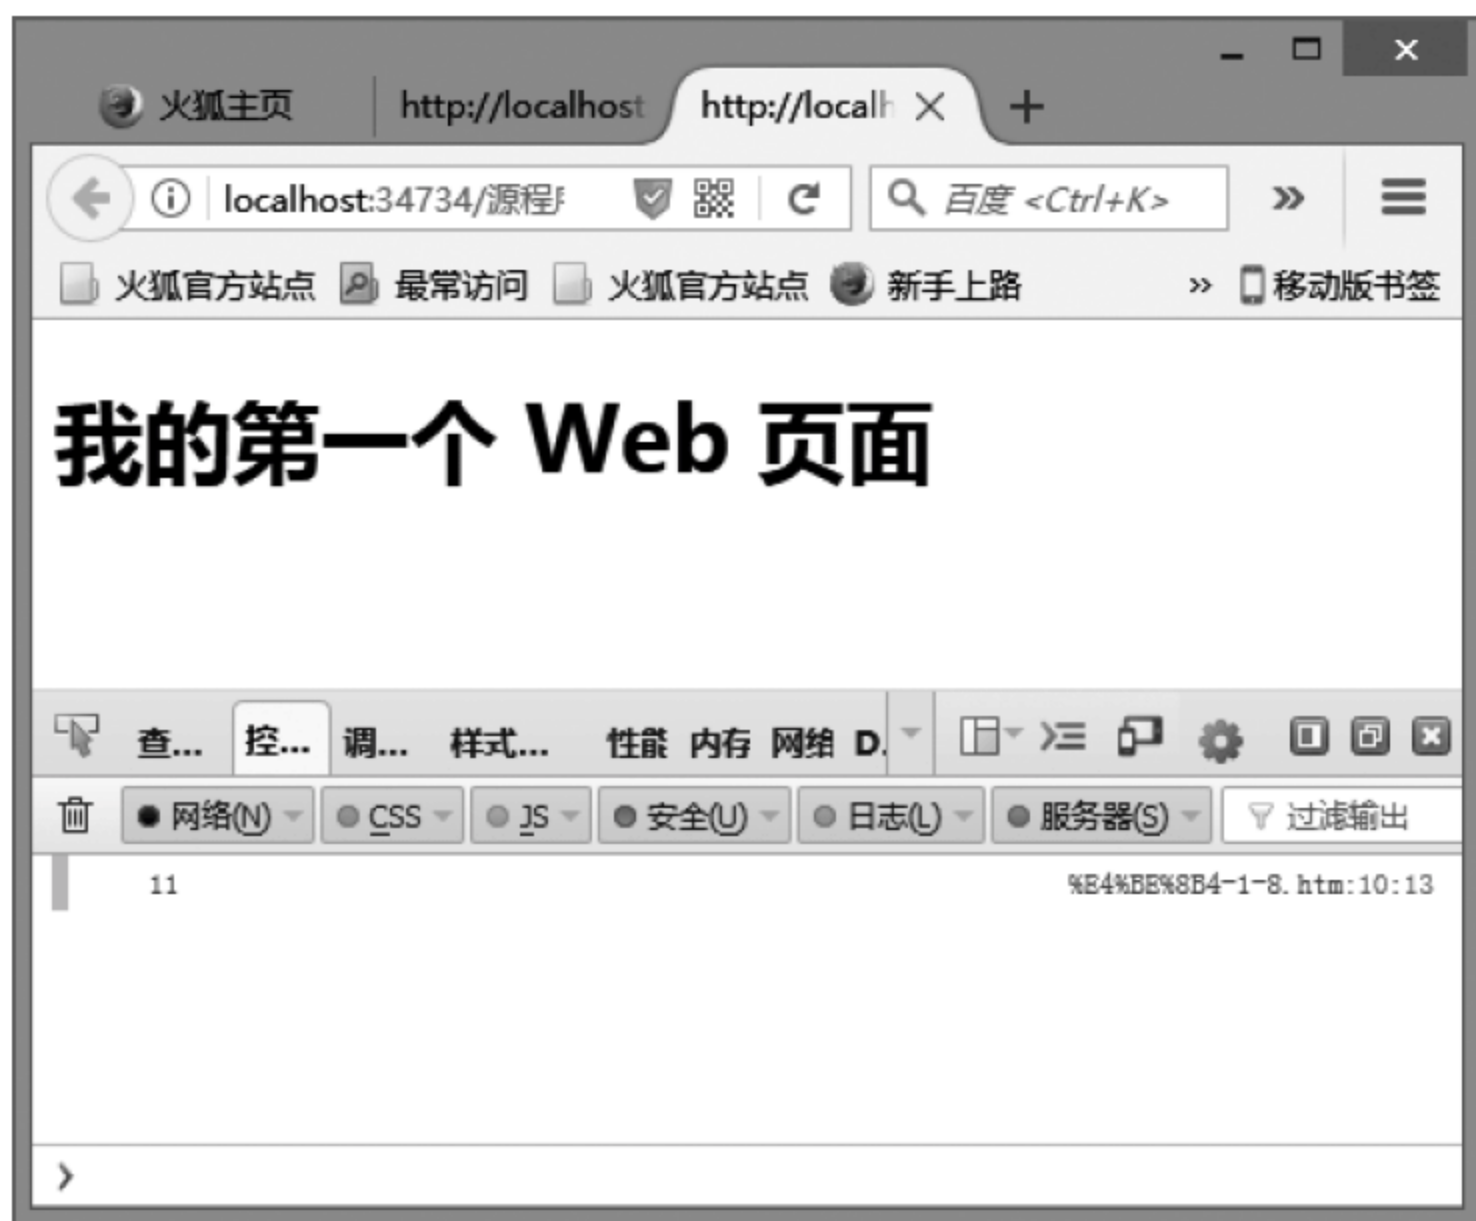 火狐主页 http://localhost http://localh
localhost:34734/源程 百度 <Ctrl+K>
火狐官方站点 最常访问 火狐官方站点 新手上路 移动版书签
我的第一个 Web 页面
查... 控... 调... 样式... 性能 内存 网络 D.
网络(N) CSS JS 安全(U) 日志(L) 服务器(S) 过滤输出
11 %E4%BE%8B4-1-8.htm:10:13